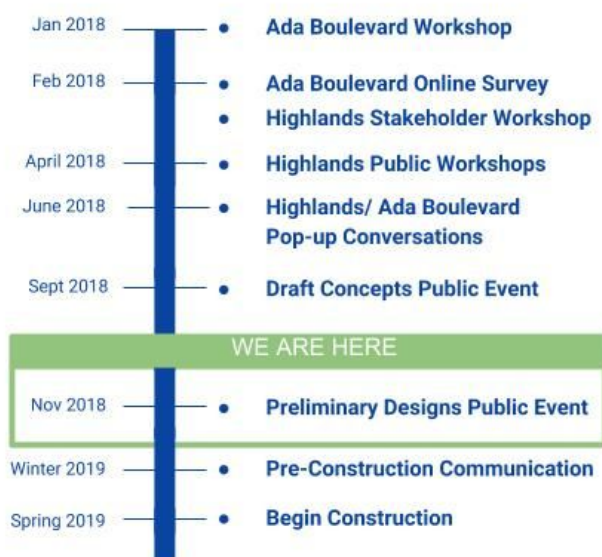 Jan 2018 • Ada Boulevard Workshop
Feb 2018 • Ada Boulevard Online Survey
• Highlands Stakeholder Workshop
April 2018 • Highlands Public Workshops
June 2018 • Highlands/ Ada Boulevard
Pop-up Conversations
Sept 2018 • Draft Concepts Public Event
WE ARE HERE
Nov 2018 • Preliminary Designs Public Event
Winter 2019 • Pre-Construction Communication
Spring 2019 • Begin Construction